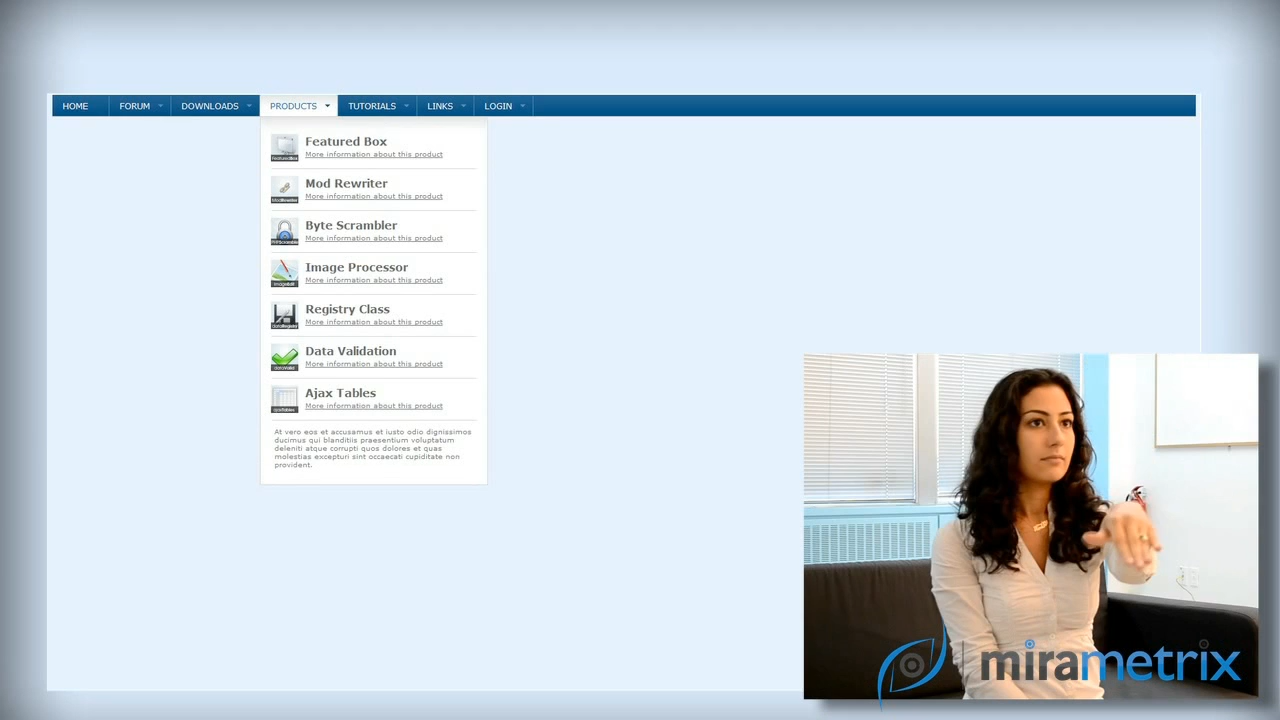 HOME FORUM DOWNLOADS PRODUCTS TUTORIALS LINKS LOGIN
Featured Box
More information about this product
Mod Rewriter
More information about this product
Byte Scrambler
More information about this product
Image Processor
More information about this product
Registry Class
More information about this product
Data Validation
More information about this product
Ajax Tables
More information about this product
At vero eos et accusamus et iusto odio dignissimos
ducimus qui blanditiis praesentium voluptatum
deleniti atque corrupti quos dolores et quas
molestias excepturi sint occaecati cupiditate non
provident.
mirametrix